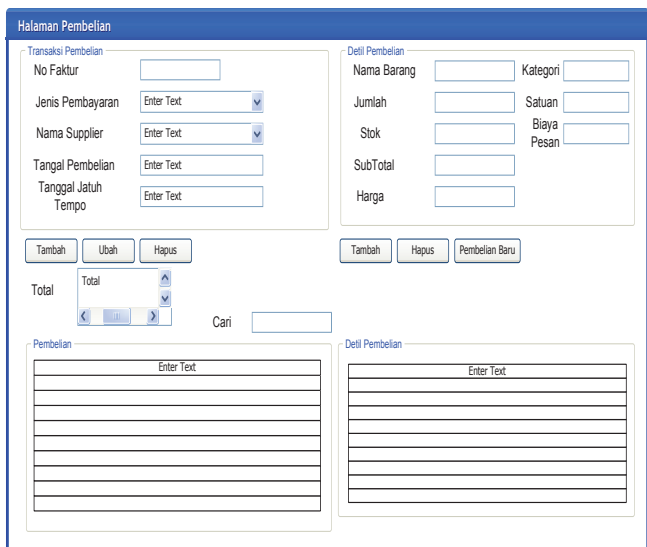 Halaman Pembelian
Transaksi Pembelian
No Faktur
Jenis Pembayaran Enter Text
Nama Supplier Enter Text
Tangal Pembelian Enter Text
Tanggal Jatuh
Tempo
Enter Text
Detil Pembelian
Nama Barang Kategori
Jumlah Satuan
Stok Biaya
Pesan
SubTotal
Harga
Tambah Ubah Hapus
Tambah Hapus Pembelian Baru
Total Total
Cari
Pembelian
Enter Text
Detil Pembelian
Enter Text